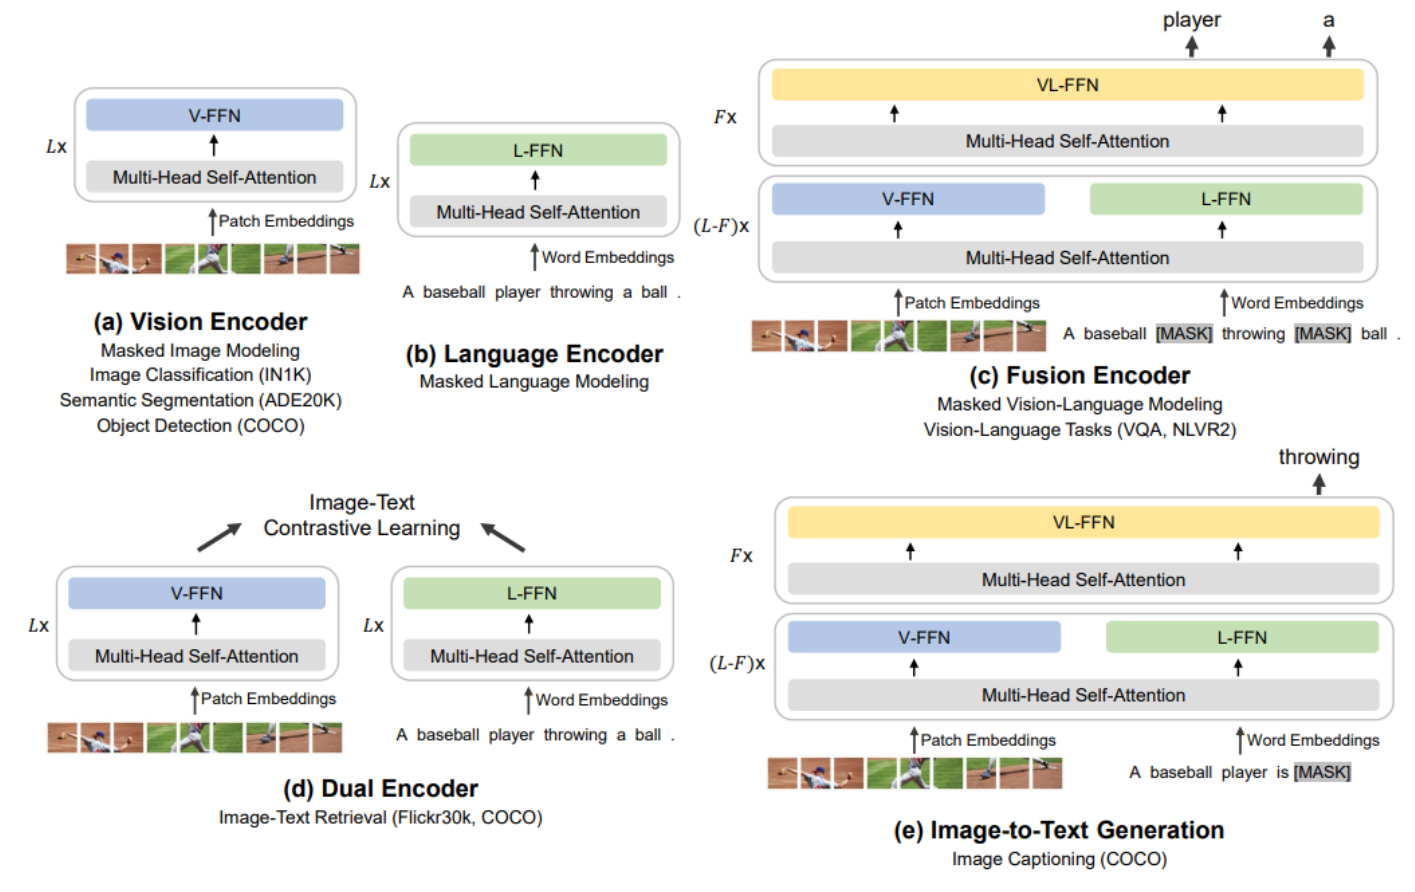 V-FFN
Lx
Multi-Head Self-Attention
Patch Embeddings
(a) Vision Encoder
Masked Image Modeling
Image Classification (IN1K)
Semantic Segmentation (ADE20K)
Object Detection (COCO)
L-FFN
Lx
Multi-Head Self-Attention
Word Embeddings
A baseball player throwing a ball .
(b) Language Encoder
Masked Language Modeling
player a
VL-FFN
Fx
Multi-Head Self-Attention
V-FFN L-FFN
(L-F)x
Multi-Head Self-Attention
Patch Embeddings Word Embeddings
A baseball [MASK] throwing [MASK] ball .
(c) Fusion Encoder
Masked Vision-Language Modeling
Vision-Language Tasks (VQA, NLVR2)
Image-Text
Contrastive Learning
V-FFN L-FFN
Lx Lx
Multi-Head Self-Attention Multi-Head Self-Attention
Patch Embeddings Word Embeddings
A baseball player throwing a ball .
(d) Dual Encoder
Image-Text Retrieval (Flickr30k, COCO)
throwing
VL-FFN
Fx
Multi-Head Self-Attention
V-FFN L-FFN
(L-F)x
Multi-Head Self-Attention
Patch Embeddings Word Embeddings
A baseball player is [MASK]
(e) Image-to-Text Generation
Image Captioning (COCO)